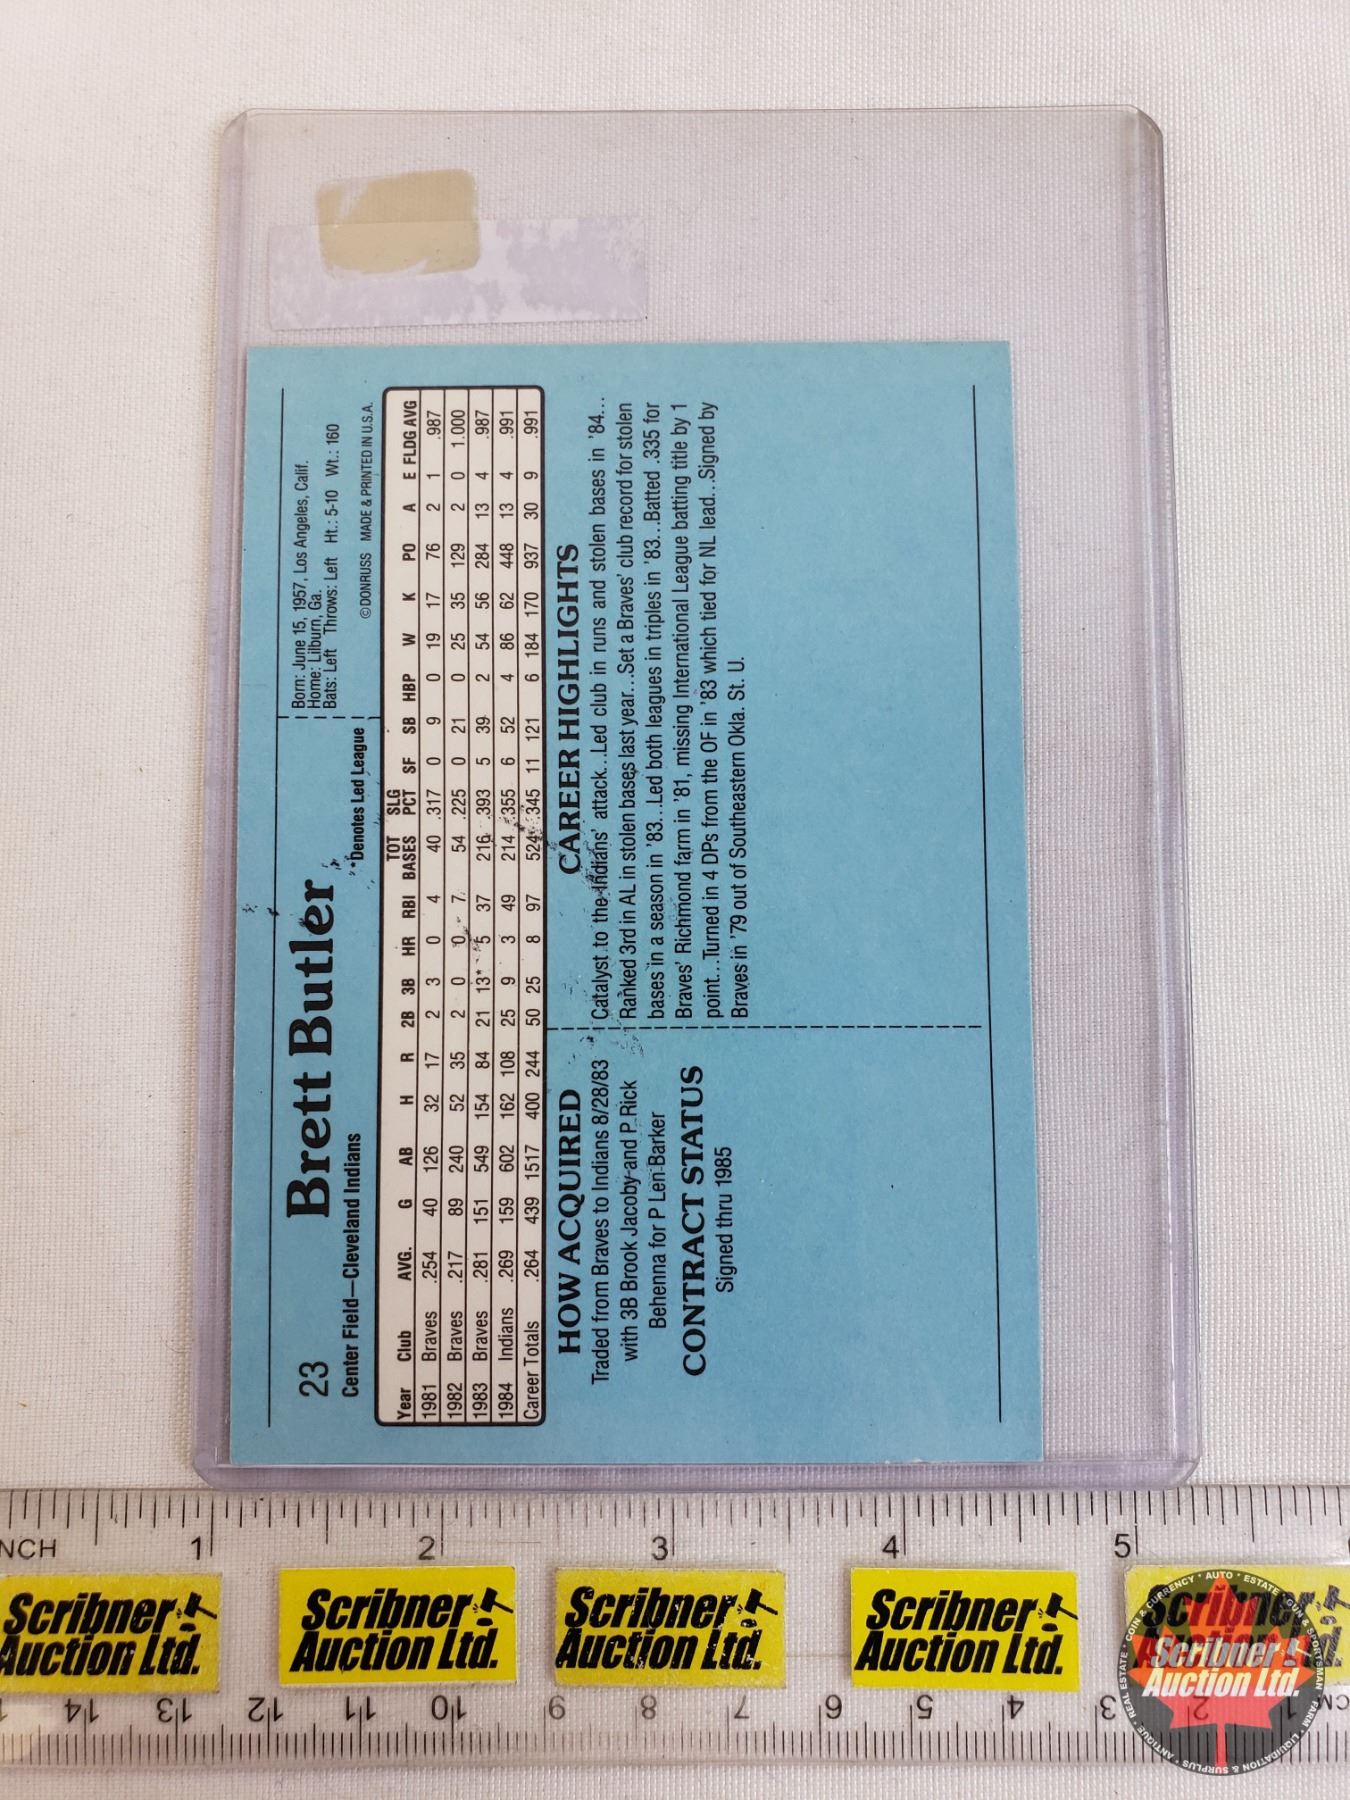 23 Brett Butler
Center Field—Cleveland Indians
*Denotes Led League
Born: June 15, 1957, Los Angeles, Calif.
Home: Lilburn, Ga.
Bats: Left Throws: Left Ht.: 5-10 Wt.: 160
©DONRUSS MADE & PRINTED IN U.S.A.
Year Club AVG. G AB H R 2B 3B HR RBI TOT BASES SLG PCT SF SB HBP W K PO A E FLDG AVG
1981 Braves .254 40 126 32 17 2 3 0 4 40 .317 0 9 0 19 17 76 2 1 .987
1982 Braves .217 89 240 52 35 2 0 0 7 54 .225 0 21 0 25 35 129 2 0 1.000
1983 Braves .281 151 549 154 84 21 13* 5 37 216 .393 5 39 2 54 56 284 13 4 .987
1984 Indians .269 159 602 162 108 25 9 3 49 214 .355 6 52 4 86 62 448 13 4 .991
Career Totals .264 439 1517 400 244 50 25 8 97 524 .345 11 121 6 184 170 937 30 9 .991
HOW ACQUIRED
Traded from Braves to Indians 8/28/83
with 3B Brook Jacoby and P Rick
Behenna for P Len Barker
CONTRACT STATUS
Signed thru 1985
CAREER HIGHLIGHTS
Catalyst to the Indians' attack...Led club in runs and stolen bases in '84...
Ranked 3rd in AL in stolen bases last year...Set a Braves' club record for stolen
bases in a season in '83...Led both leagues in triples in '83...Batted .335 for
Braves' Richmond farm in '81, missing International League batting title by 1
point...Turned in 4 DPs from the OF in '83 which tied for NL lead...Signed by
Braves in '79 out of Southeastern Okla. St. U.
NCH 1 2 3 4 5
Scribner Auction Ltd.
Scribner Auction Ltd.
Scribner Auction Ltd.
Scribner Auction Ltd.
Scribner
14 13 12 11 10 9 8 7 6 5 4 3 2 1 CM
Scribner
Auction Ltd.
ANTIQUE • REAL ESTATE • COIN & CURRENCY • AUTO • ESTATE • GUN • SPORTSMAN • FARM • LIQUIDATION & SURPLUS •